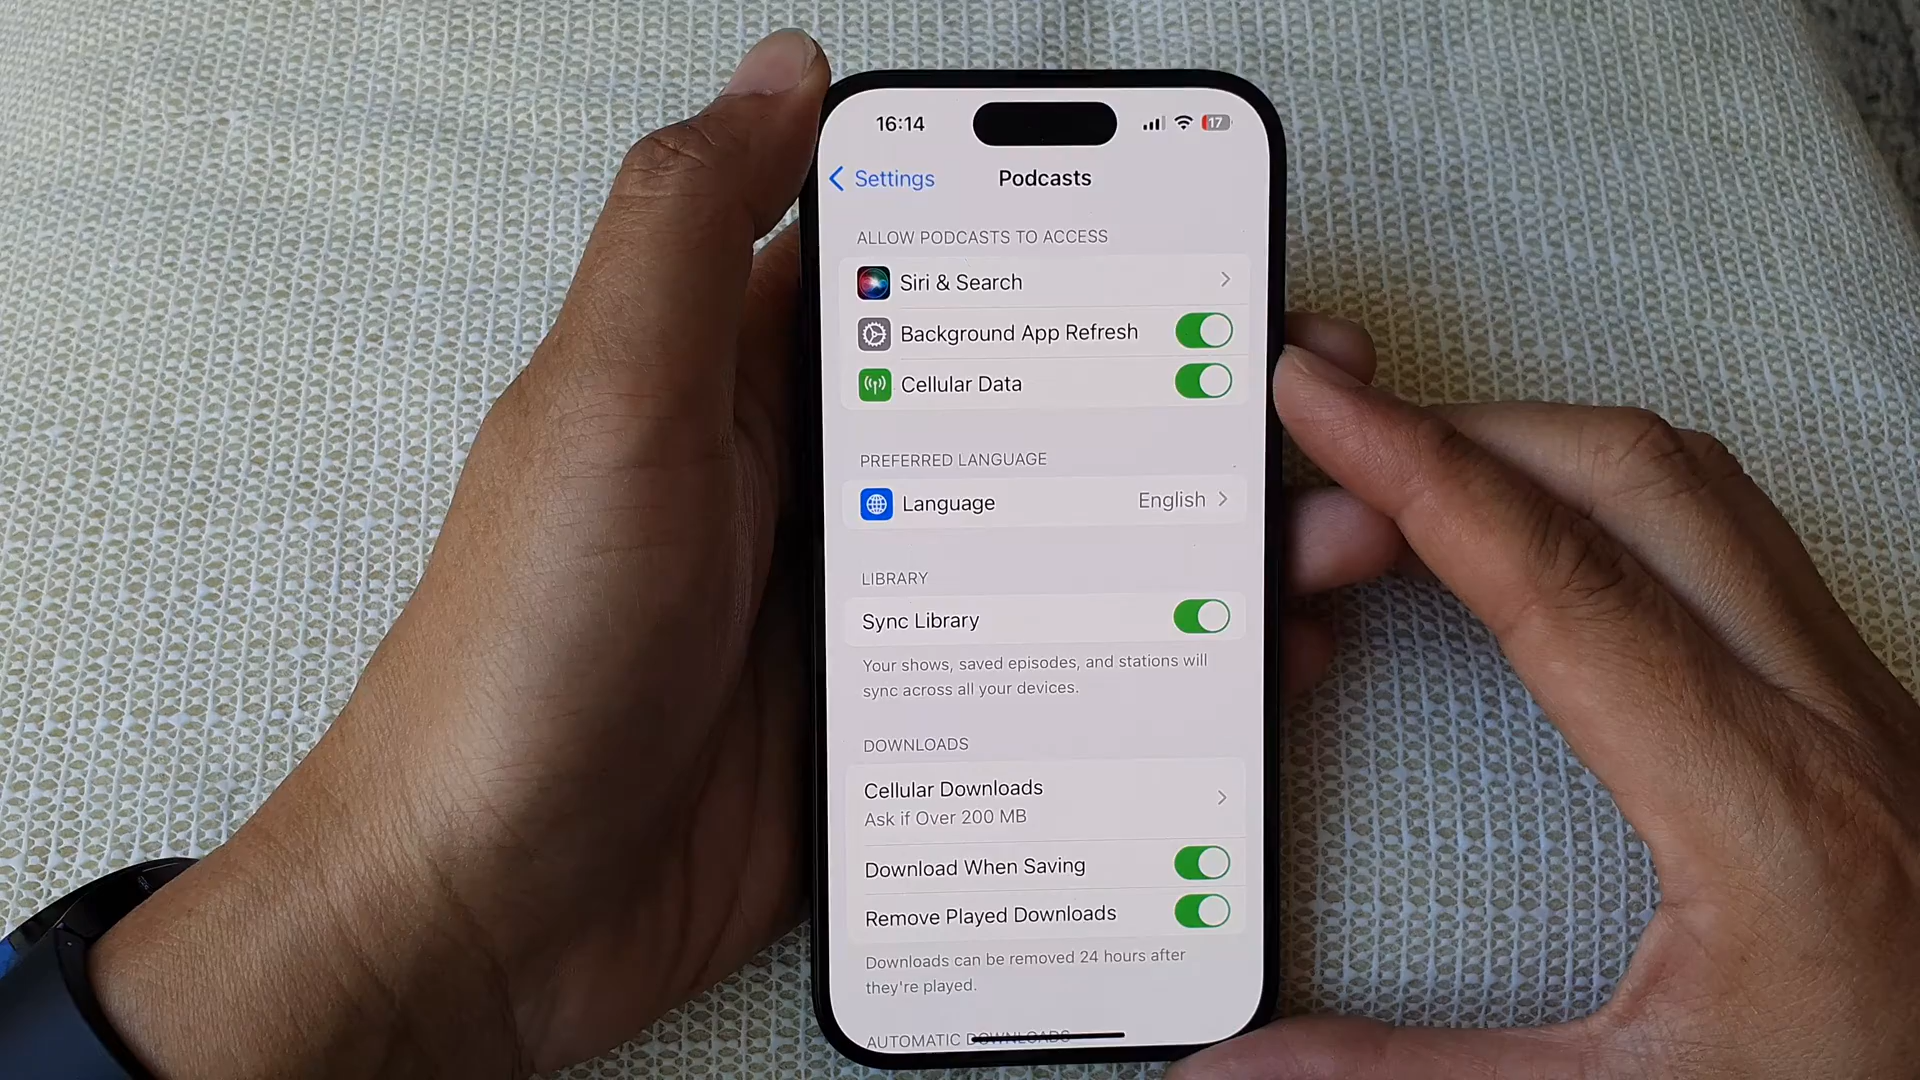 16:14
17
Settings
Podcasts
ALLOW PODCASTS TO ACCESS
Siri & Search
Background App Refresh
Cellular Data
PREFERRED LANGUAGE
Language
English
LIBRARY
Sync Library
Your shows, saved episodes, and stations will
sync across all your devices.
DOWNLOADS
Cellular Downloads
Ask if Over 200 MB
Download When Saving
Remove Played Downloads
Downloads can be removed 24 hours after
they're played.
AUTOMATIC DOWNLOADS